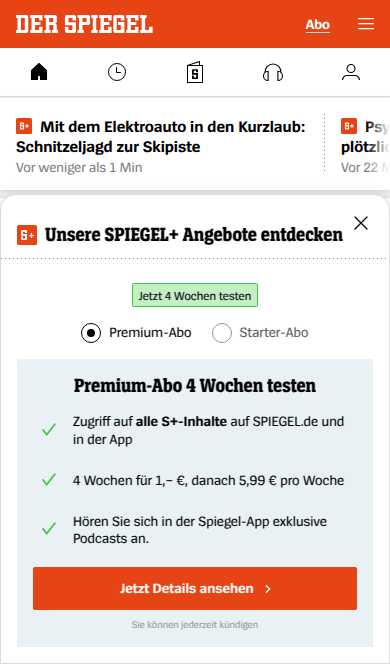 DER SPIEGEL
Abo
S+ Mit dem Elektroauto in den Kurzlaub:
Schnitzeljagd zur Skipiste
Vor weniger als 1 Min
S+ Psy
plötzlic
Vor 22 M
S+ Unsere SPIEGEL+ Angebote entdecken
Jetzt 4 Wochen testen
Premium-Abo
Starter-Abo
Premium-Abo 4 Wochen testen
Zugriff auf alle S+-Inhalte auf SPIEGEL.de und
in der App
4 Wochen für 1,– €, danach 5,99 € pro Woche
Hören Sie sich in der Spiegel-App exklusive
Podcasts an.
Jetzt Details ansehen
Sie können jederzeit kündigen